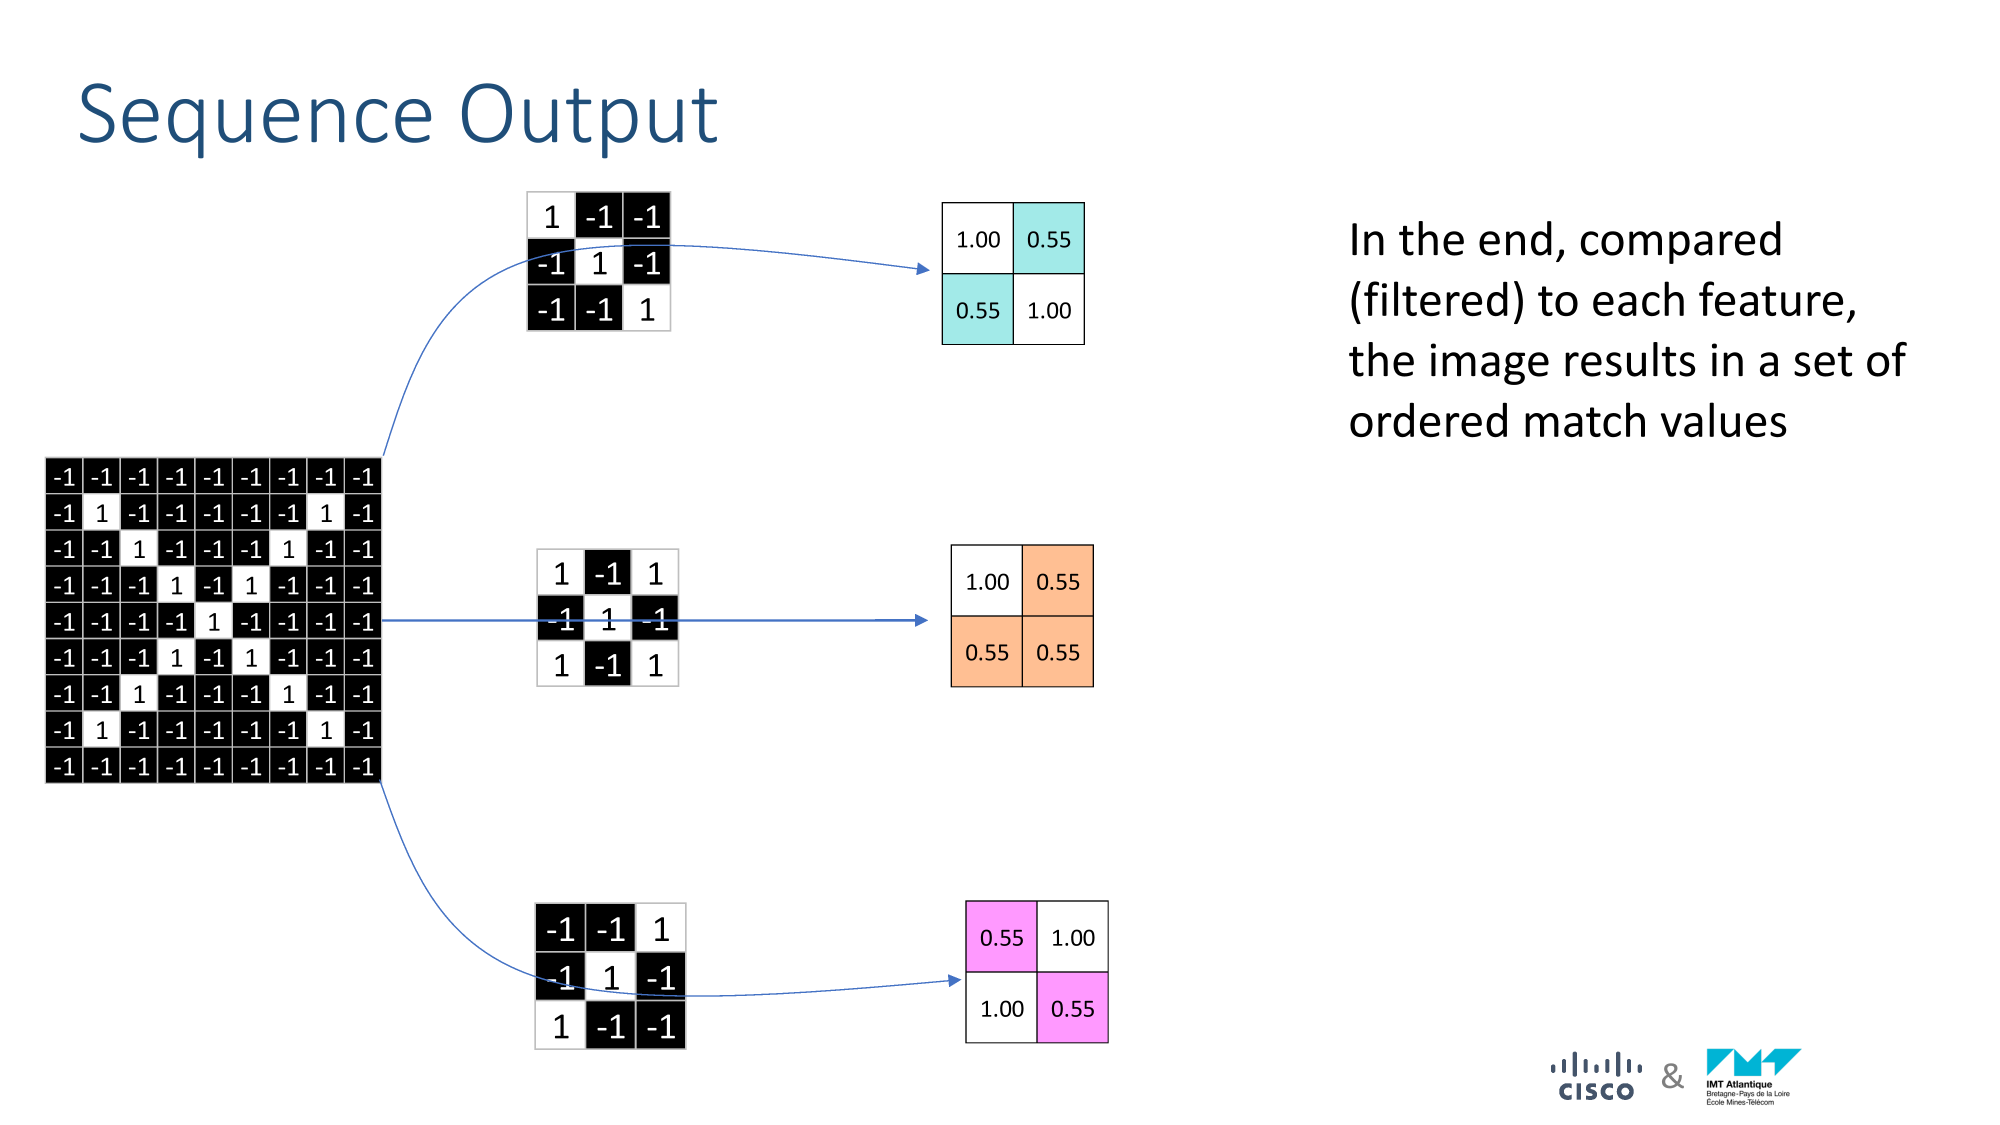 Sequence Output
1 -1 -1
-1 1 -1
-1 -1 1
1.00 0.55
0.55 1.00
In the end, compared
(filtered) to each feature,
the image results in a set of
ordered match values
-1 -1 -1 -1 -1 -1 -1 -1 -1
-1 1 -1 -1 -1 -1 -1 1 -1
-1 -1 1 -1 -1 -1 1 -1 -1
-1 -1 -1 1 -1 1 -1 -1 -1
-1 -1 -1 -1 1 -1 -1 -1 -1
-1 -1 -1 1 -1 1 -1 -1 -1
-1 -1 1 -1 -1 -1 1 -1 -1
-1 1 -1 -1 -1 -1 -1 1 -1
-1 -1 -1 -1 -1 -1 -1 -1 -1
1 -1 1
-1 1 -1
1 -1 1
1.00 0.55
0.55 0.55
-1 -1 1
-1 1 -1
1 -1 -1
0.55 1.00
1.00 0.55
CISCO
&
IMT Atlantique
Bretagne-Pays de la Loire
École Mines-Télécom